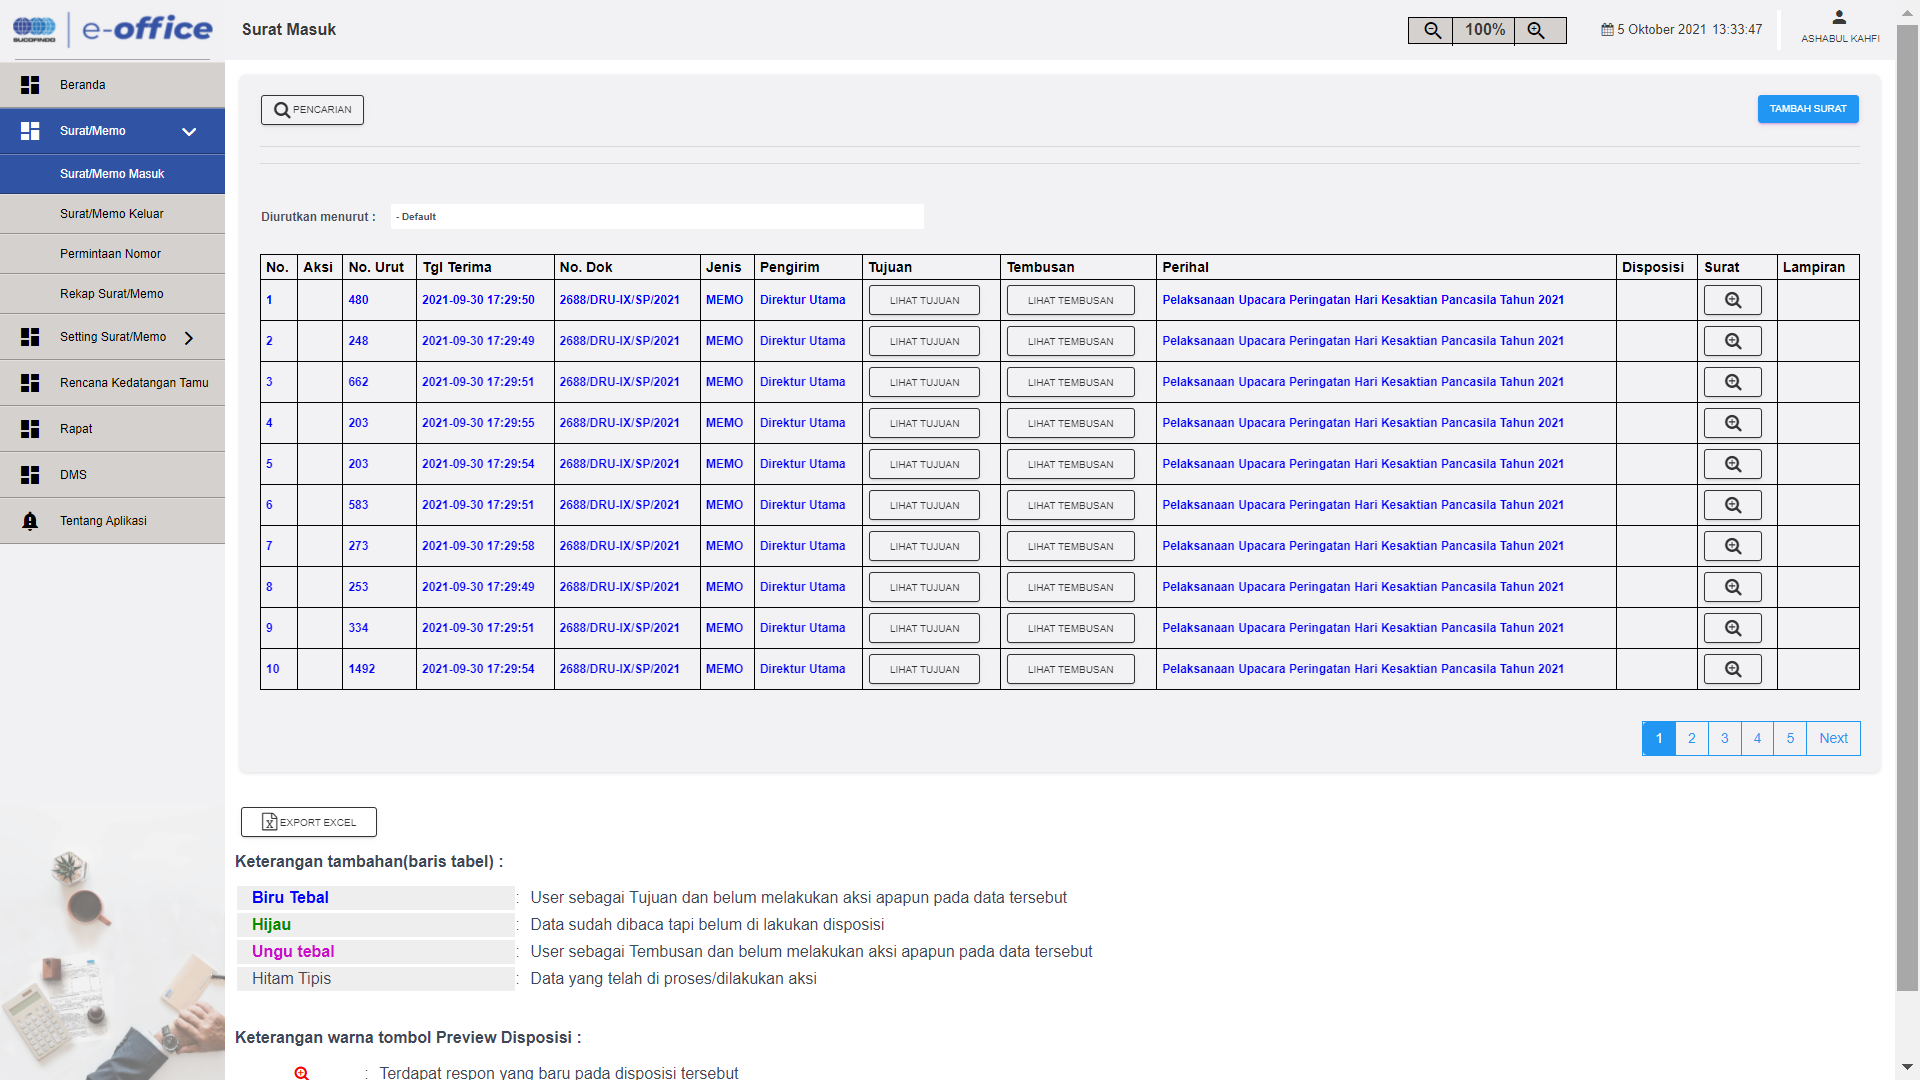 SUCOFINDO
e-office
Surat Masuk
100%
5 Oktober 2021 13:33:47
ASHABUL KAHFI
Beranda
Surat/Memo
Surat/Memo Masuk
Surat/Memo Keluar
Permintaan Nomor
Rekap Surat/Memo
Setting Surat/Memo
Rencana Kedatangan Tamu
Rapat
DMS
Tentang Aplikasi
PENCARIAN
TAMBAH SURAT
Diurutkan menurut :
- Default
No. Aksi No. Urut Tgl Terima No. Dok Jenis Pengirim Tujuan Tembusan Perihal Disposisi Surat Lampiran
1 480 2021-09-30 17:29:50 2688/DRU-IX/SP/2021 MEMO Direktur Utama LIHAT TUJUAN LIHAT TEMBUSAN Pelaksanaan Upacara Peringatan Hari Kesaktian Pancasila Tahun 2021
2 248 2021-09-30 17:29:49 2688/DRU-IX/SP/2021 MEMO Direktur Utama LIHAT TUJUAN LIHAT TEMBUSAN Pelaksanaan Upacara Peringatan Hari Kesaktian Pancasila Tahun 2021
3 662 2021-09-30 17:29:51 2688/DRU-IX/SP/2021 MEMO Direktur Utama LIHAT TUJUAN LIHAT TEMBUSAN Pelaksanaan Upacara Peringatan Hari Kesaktian Pancasila Tahun 2021
4 203 2021-09-30 17:29:55 2688/DRU-IX/SP/2021 MEMO Direktur Utama LIHAT TUJUAN LIHAT TEMBUSAN Pelaksanaan Upacara Peringatan Hari Kesaktian Pancasila Tahun 2021
5 203 2021-09-30 17:29:54 2688/DRU-IX/SP/2021 MEMO Direktur Utama LIHAT TUJUAN LIHAT TEMBUSAN Pelaksanaan Upacara Peringatan Hari Kesaktian Pancasila Tahun 2021
6 583 2021-09-30 17:29:51 2688/DRU-IX/SP/2021 MEMO Direktur Utama LIHAT TUJUAN LIHAT TEMBUSAN Pelaksanaan Upacara Peringatan Hari Kesaktian Pancasila Tahun 2021
7 273 2021-09-30 17:29:58 2688/DRU-IX/SP/2021 MEMO Direktur Utama LIHAT TUJUAN LIHAT TEMBUSAN Pelaksanaan Upacara Peringatan Hari Kesaktian Pancasila Tahun 2021
8 253 2021-09-30 17:29:49 2688/DRU-IX/SP/2021 MEMO Direktur Utama LIHAT TUJUAN LIHAT TEMBUSAN Pelaksanaan Upacara Peringatan Hari Kesaktian Pancasila Tahun 2021
9 334 2021-09-30 17:29:51 2688/DRU-IX/SP/2021 MEMO Direktur Utama LIHAT TUJUAN LIHAT TEMBUSAN Pelaksanaan Upacara Peringatan Hari Kesaktian Pancasila Tahun 2021
10 1492 2021-09-30 17:29:54 2688/DRU-IX/SP/2021 MEMO Direktur Utama LIHAT TUJUAN LIHAT TEMBUSAN Pelaksanaan Upacara Peringatan Hari Kesaktian Pancasila Tahun 2021
1 2 3 4 5 Next
EXPORT EXCEL
Keterangan tambahan(baris tabel) :
Biru Tebal : User sebagai Tujuan dan belum melakukan aksi apapun pada data tersebut
Hijau : Data sudah dibaca tapi belum di lakukan disposisi
Ungu tebal : User sebagai Tembusan dan belum melakukan aksi apapun pada data tersebut
Hitam Tipis : Data yang telah di proses/dilakukan aksi
Keterangan warna tombol Preview Disposisi :
: Terdapat respon yang baru pada disposisi tersebut